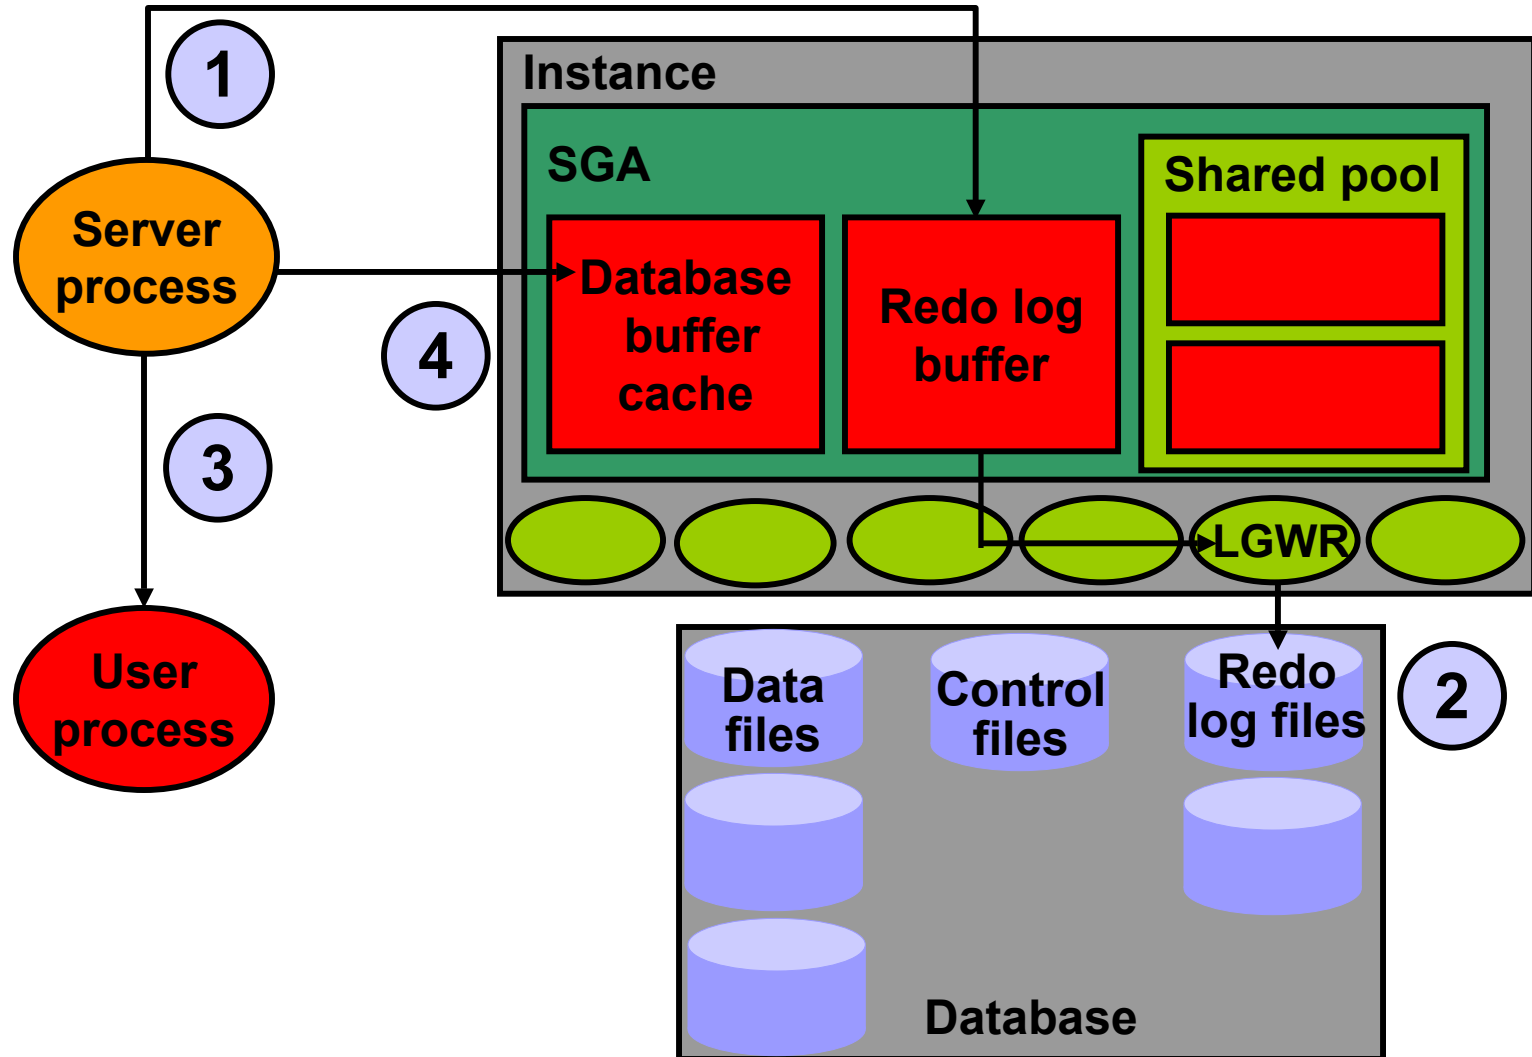 1
Instance
SGA
Shared pool
Server
process
Database
buffer
cache
Redo log
buffer
4
3
LGWR
User
process
Data
files
Control
files
Redo
log files
2
Database